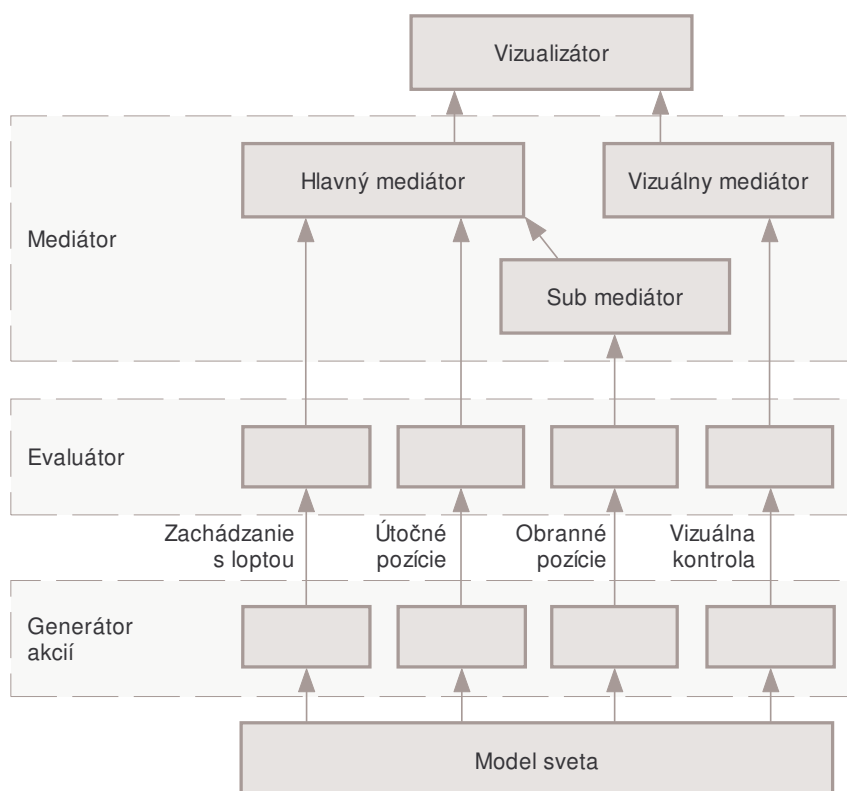 Vizualizátor
Hlavný mediátor
Vizuálny mediátor
Mediátor
Sub mediátor
Evaluátor
Zachádzanie
s loptou
Útočné
pozície
Obranné
pozície
Vizuálna
kontrola
Generátor
akcií
Model sveta